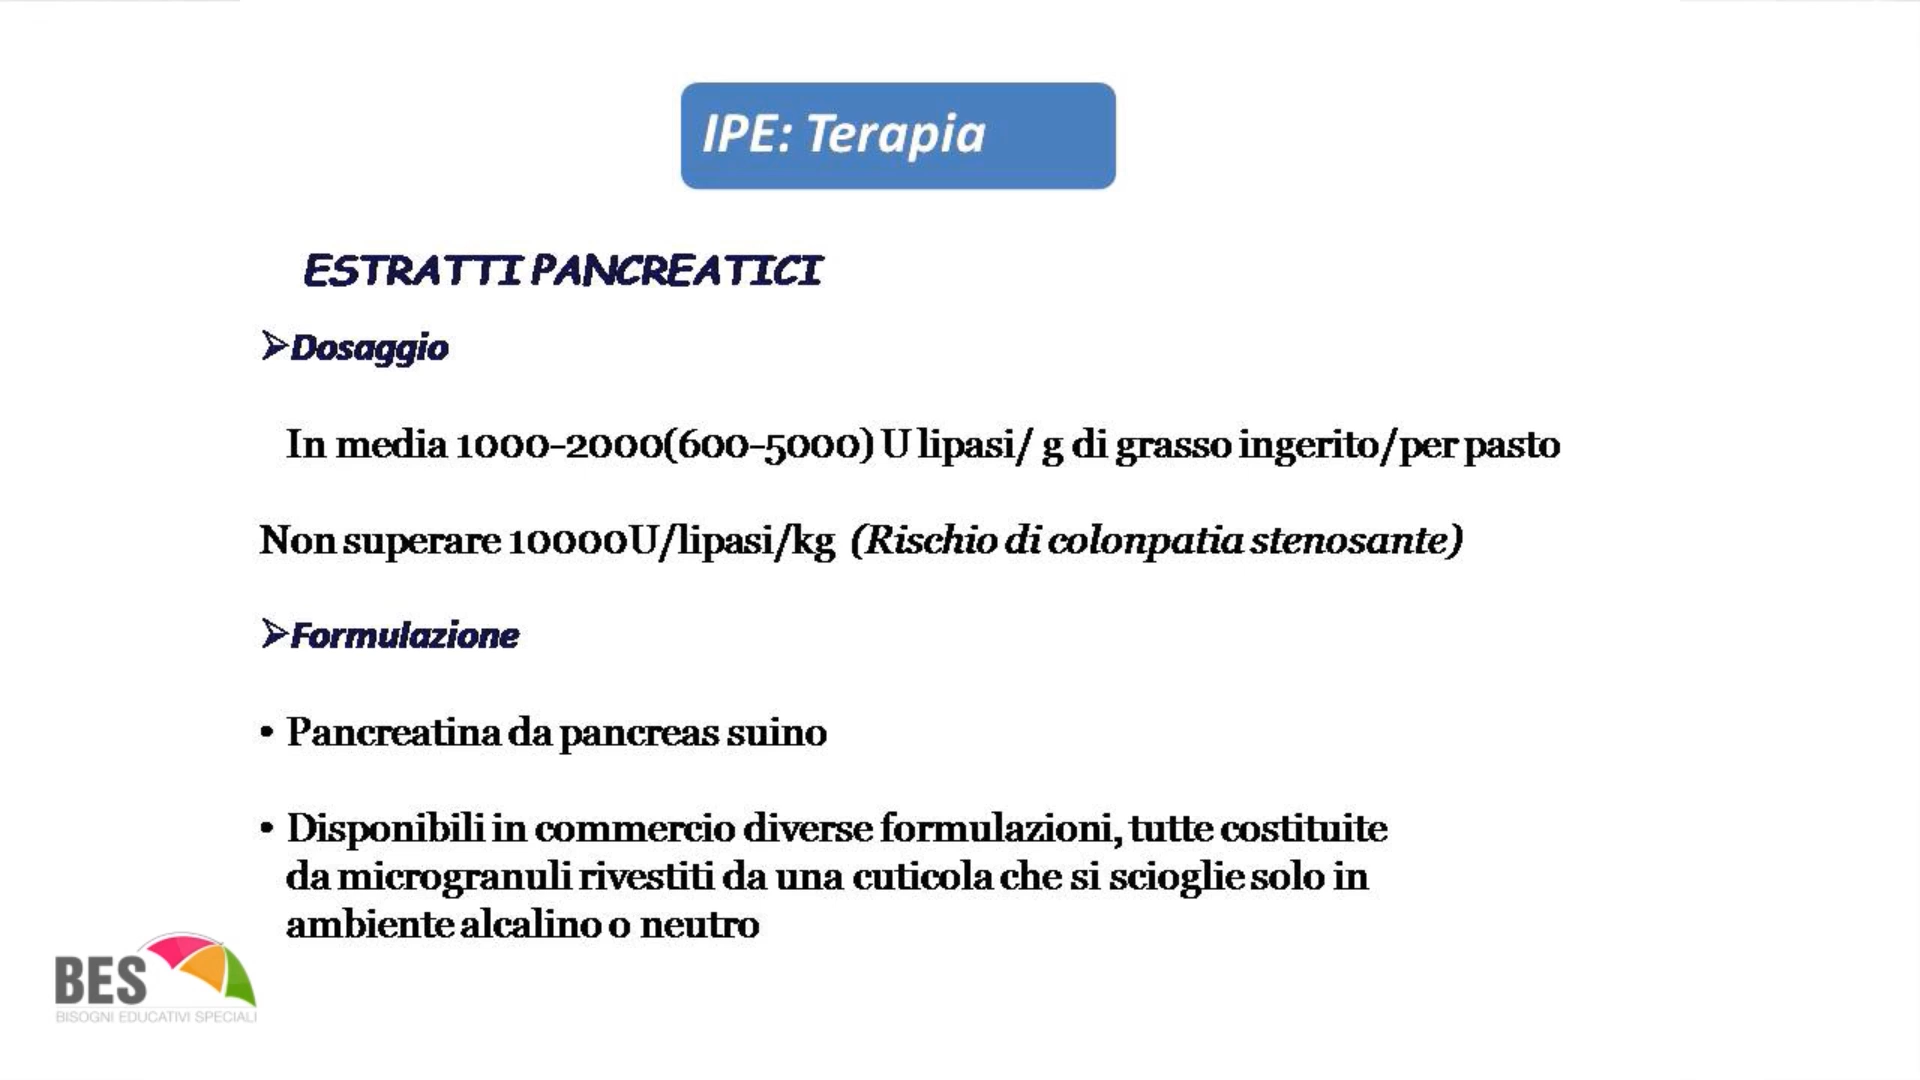 IPE: Terapia
ESTRATTI PANCREATICI
➢Dosaggio
In media 1000-2000(600-5000) U lipasi/ g di grasso ingerito/per pasto
Non superare 10000U/lipasi/kg (Rischio di colonpatia stenosante)
➢Formulazione
• Pancreatina da pancreas suino
• Disponibili in commercio diverse formulazioni, tutte costituite
da microgranuli rivestiti da una cuticola che si scioglie solo in
ambiente alcalino o neutro
BES
BISOGNI EDUCATIVI SPECIALI